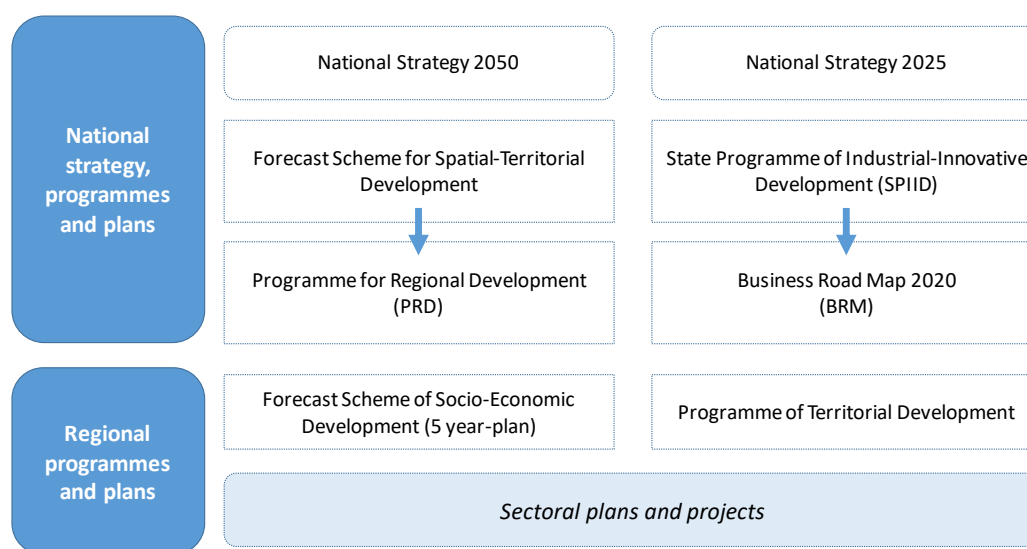 National
strategy,
programmes
and plans
National Strategy 2050
National Strategy 2025
Forecast Scheme for Spatial-Territorial
Development
State Programme of Industrial-Innovative
Development (SPIID)
Programme for Regional Development
(PRD)
Business Road Map 2020
(BRM)
Regional
programmes
and plans
Forecast Scheme of Socio-Economic
Development (5 year-plan)
Programme of Territorial Development
Sectoral plans and projects